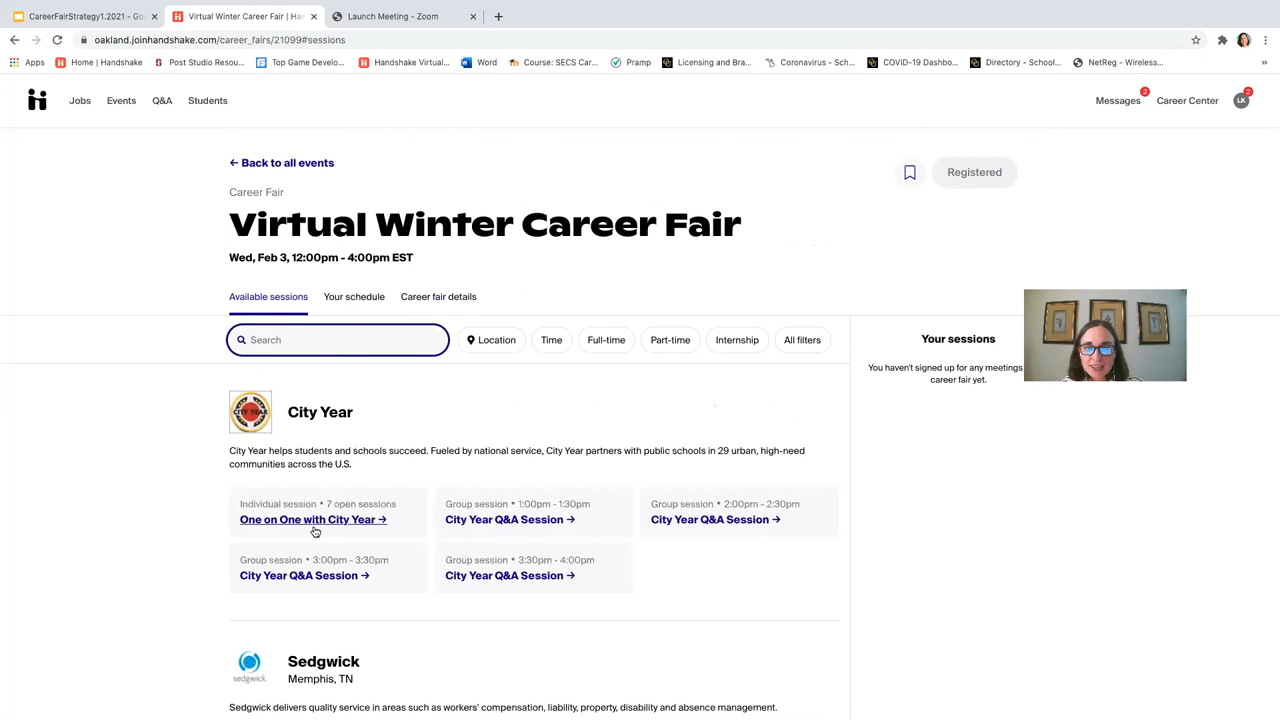 CareerFairStrategy1.2021 - Go
Virtual Winter Career Fair | Ha
Launch Meeting - Zoom
oakland.joinhandshake.com/career_fairs/21099#sessions
Apps
Home | Handshake
Post Studio Resou...
Top Game Develo...
Handshake Virtual...
Word
Course: SECS Car...
Pramp
Licensing and Bra...
Coronavirus - Sch...
COVID-19 Dashbo...
Directory - School...
NetReg - Wireless...
Jobs
Events
Q&A
Students
Messages
2
Career Center
LK
2
← Back to all events
Registered
Career Fair
Virtual Winter Career Fair
Wed, Feb 3, 12:00pm - 4:00pm EST
Available sessions
Your schedule
Career fair details
Search
Location
Time
Full-time
Part-time
Internship
All filters
Your sessions
You haven't signed up for any meetings
career fair yet.
CITY YEAR
City Year
City Year helps students and schools succeed. Fueled by national service, City Year partners with public schools in 29 urban, high-need
communities across the U.S.
Individual session • 7 open sessions
One on One with City Year →
Group session • 1:00pm - 1:30pm
City Year Q&A Session →
Group session • 2:00pm - 2:30pm
City Year Q&A Session →
Group session • 3:00pm - 3:30pm
City Year Q&A Session →
Group session • 3:30pm - 4:00pm
City Year Q&A Session →
sedgwick
Sedgwick
Memphis, TN
Sedgwick delivers quality service in areas such as workers' compensation, liability, property, disability and absence management.